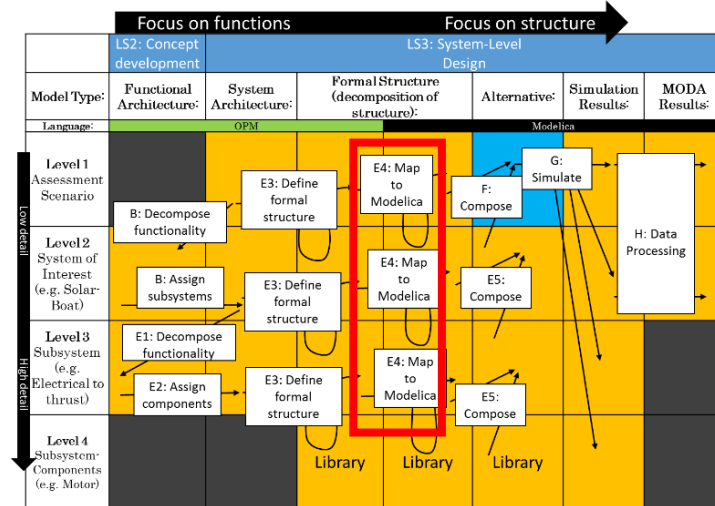 Focus on functions
Focus on structure
LS2: Concept
development
LS3: System-Level
Design
Model Type:
Functional
Architecture:
System
Architecture:
Formal Structure
(decomposition of
structure):
Alternative:
Simulation
Results:
MODA
Results:
Language:
OPM
Modelica
Low detail
High detail
Level 1
Assessment
Scenario
B: Decompose
functionality
E3: Define
formal
structure
E4: Map
to
Modelica
F:
Compose
G:
Simulate
H: Data
Processing
Level 2
System of
Interest
(e.g. Solar-
Boat)
B: Assign
subsystems
E3: Define
formal
structure
E4: Map
to
Modelica
E5:
Compose
Level 3
Subsystem
(e.g.
Electrical to
thrust)
E1: Decompose
functionality
E2: Assign
components
E3: Define
formal
structure
E4: Map
to
Modelica
E5:
Compose
Level 4
Subsystem-
Components
(e.g. Motor)
Library
Library
Library